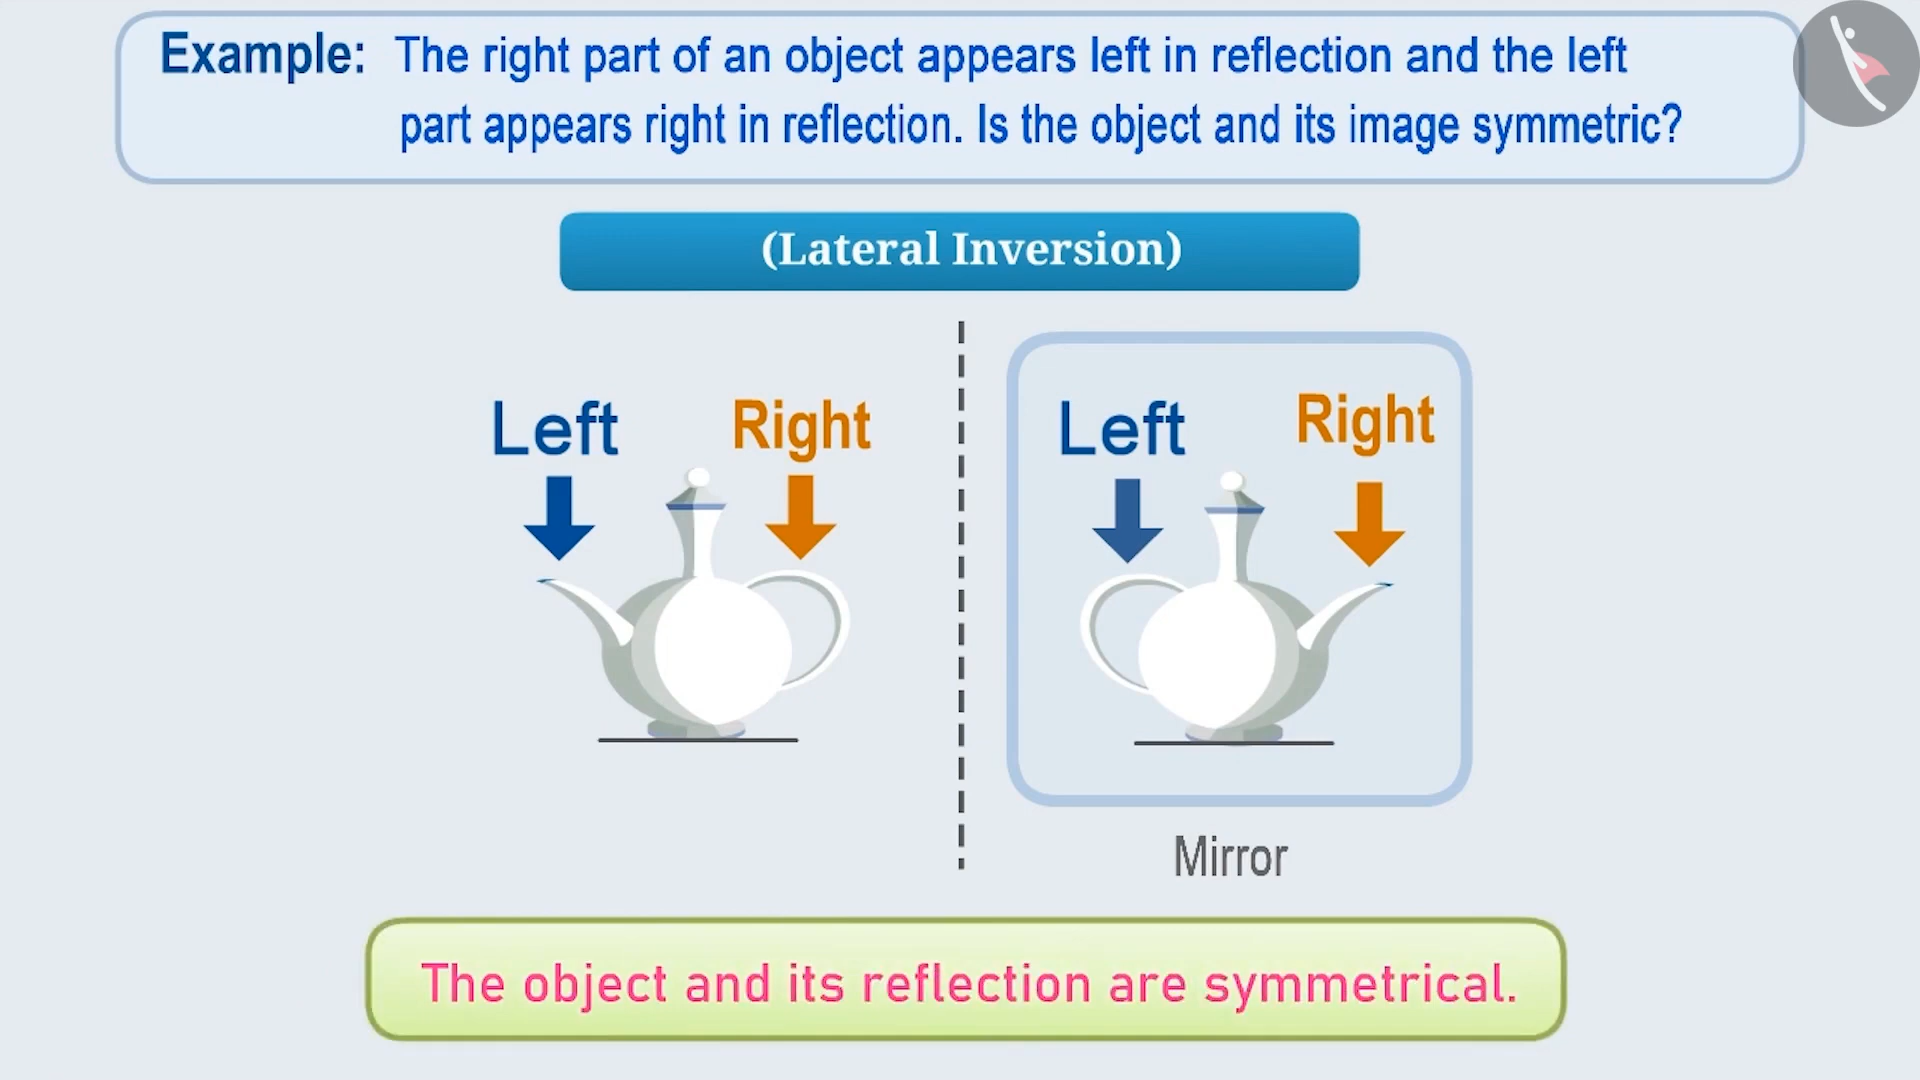 Example: The right part of an object appears left in reflection and the left
part appears right in reflection. Is the object and its image symmetric?
(Lateral Inversion)
Left Right Left Right
Mirror
The object and its reflection are symmetrical.